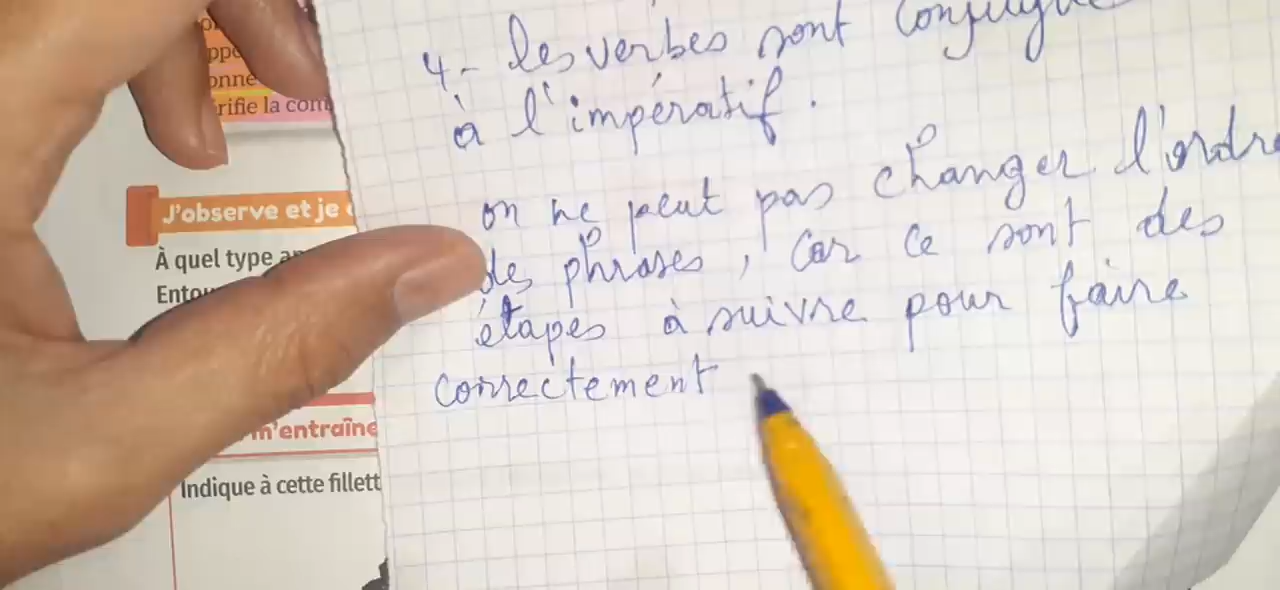 onne
rifie la com
J'observe et je
À quel type
4- les verbes sont
à l'impératif.
on ne peut pas changer l'ordre
des phrases, car ce sont des
étapes à suivre pour faire
correctement
m'entraîne
Indique à cette fillett